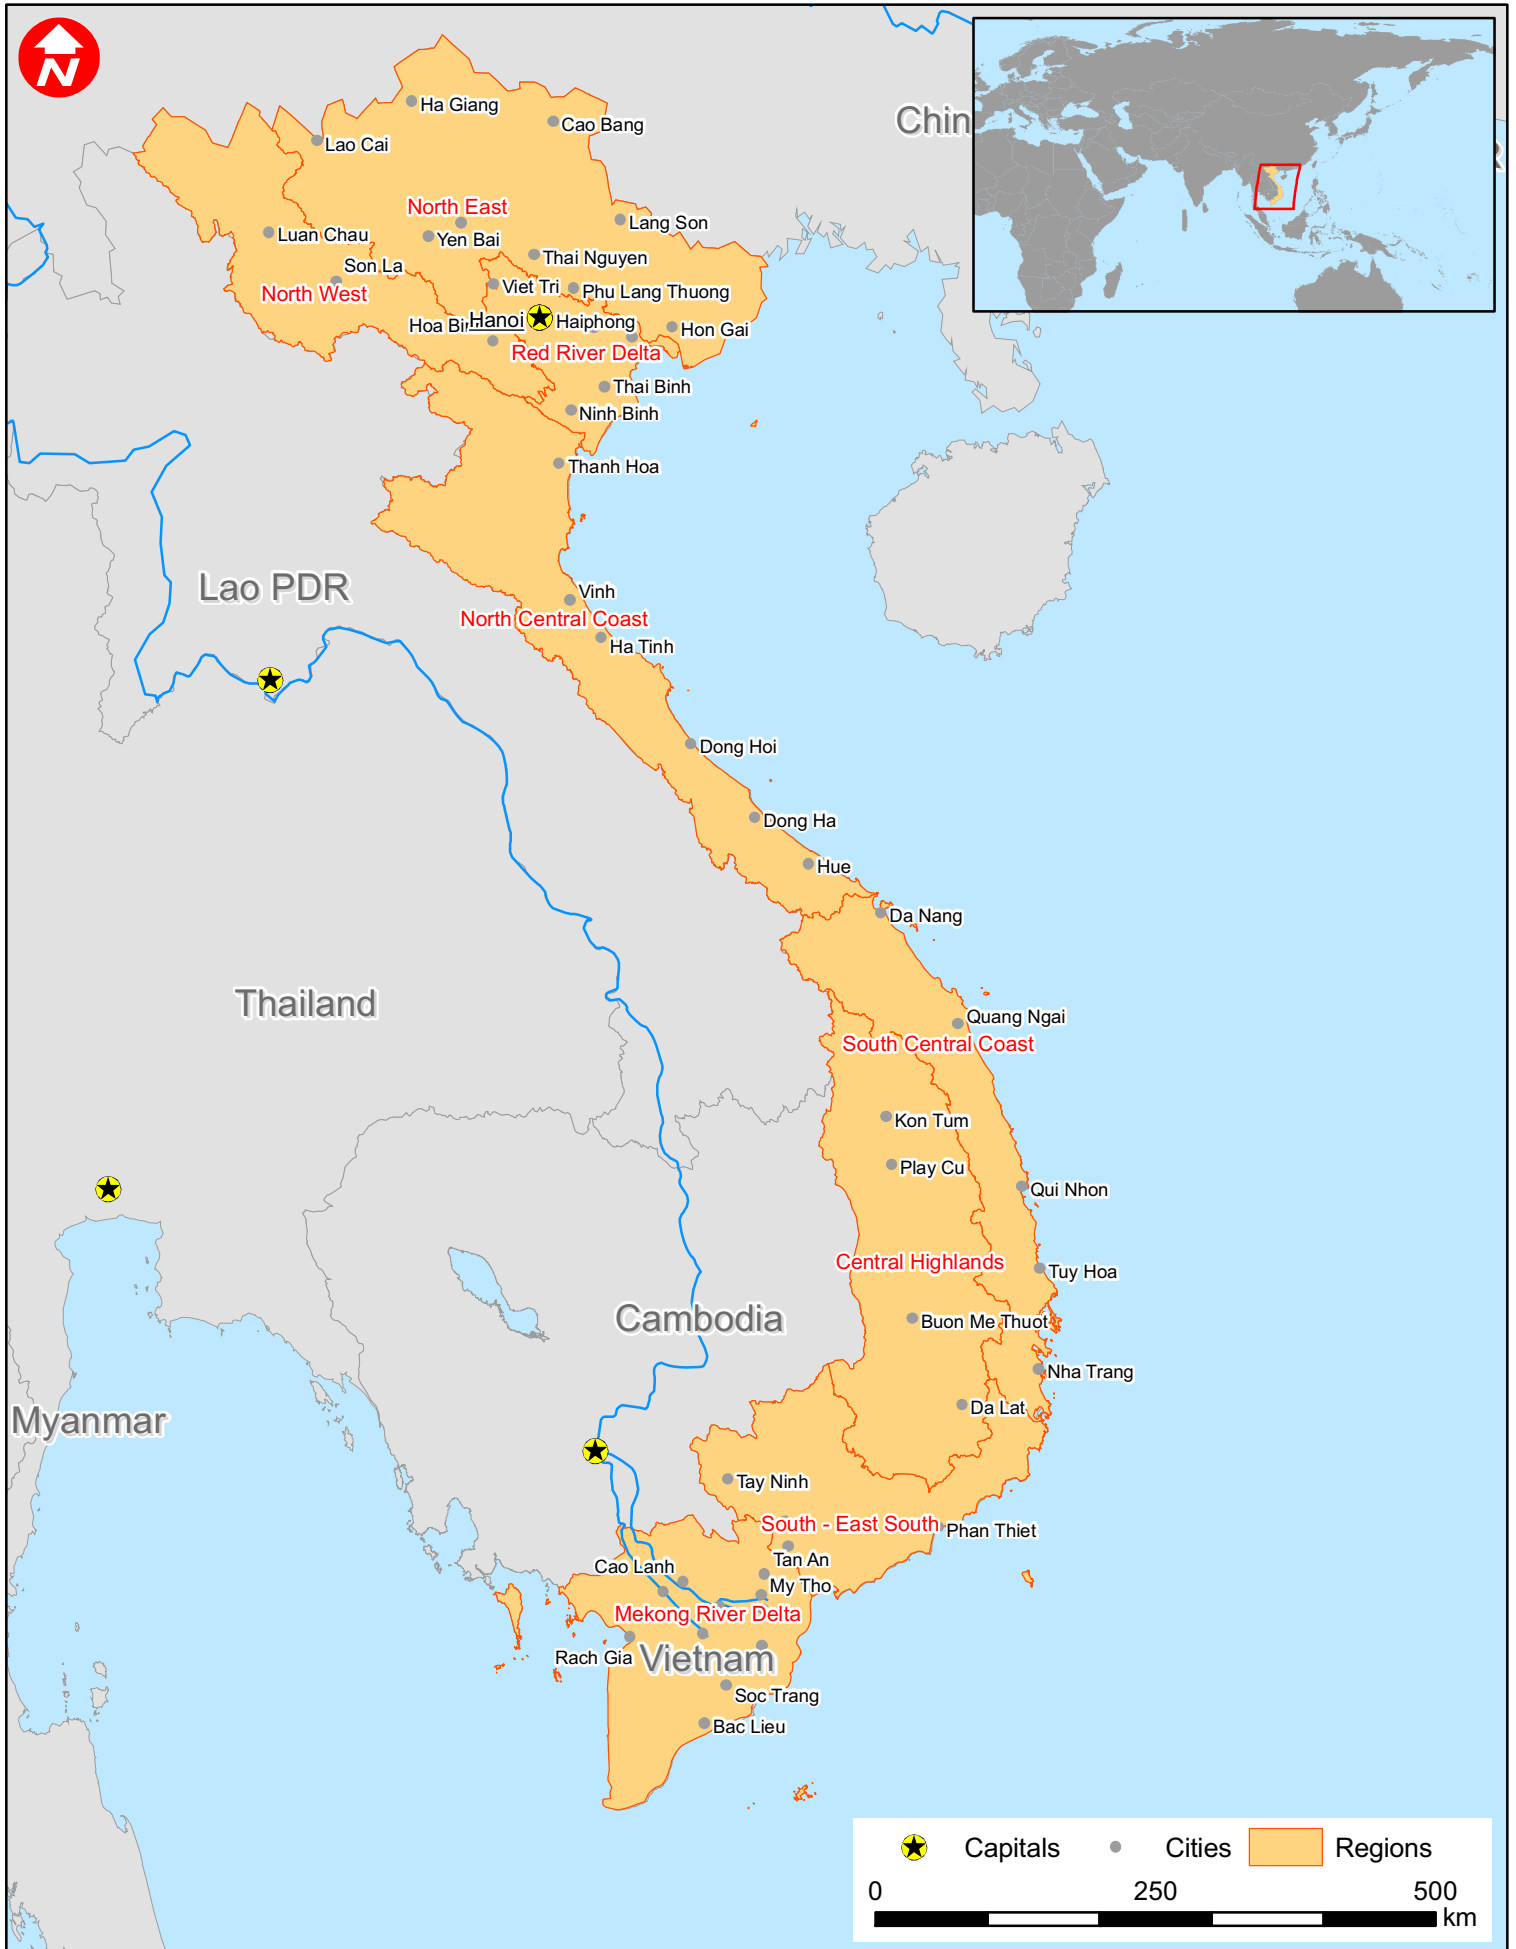 N
Ha Giang
Cao Bang
Chin
Lao Cai
North East
Lang Son
Luan Chau
Yen Bai
Thai Nguyen
Son La
North West
Viet Tri
Phu Lang Thuong
Hoa Bin
Hanoi
Haiphong
Hon Gai
Red River Delta
Thai Binh
Ninh Binh
Thanh Hoa
Lao PDR
Vinh
North Central Coast
Ha Tinh
Dong Hoi
Dong Ha
Hue
Da Nang
Thailand
Quang Ngai
South Central Coast
Kon Tum
Play Cu
Qui Nhon
Central Highlands
Tuy Hoa
Cambodia
Buon Me Thuot
Nha Trang
Myanmar
Da Lat
Tay Ninh
South - East South
Phan Thiet
Cao Lanh
Tan An
My Tho
Mekong River Delta
Rach Gia
Vietnam
Soc Trang
Bac Lieu
Capitals
Cities
Regions
0 250 500
km